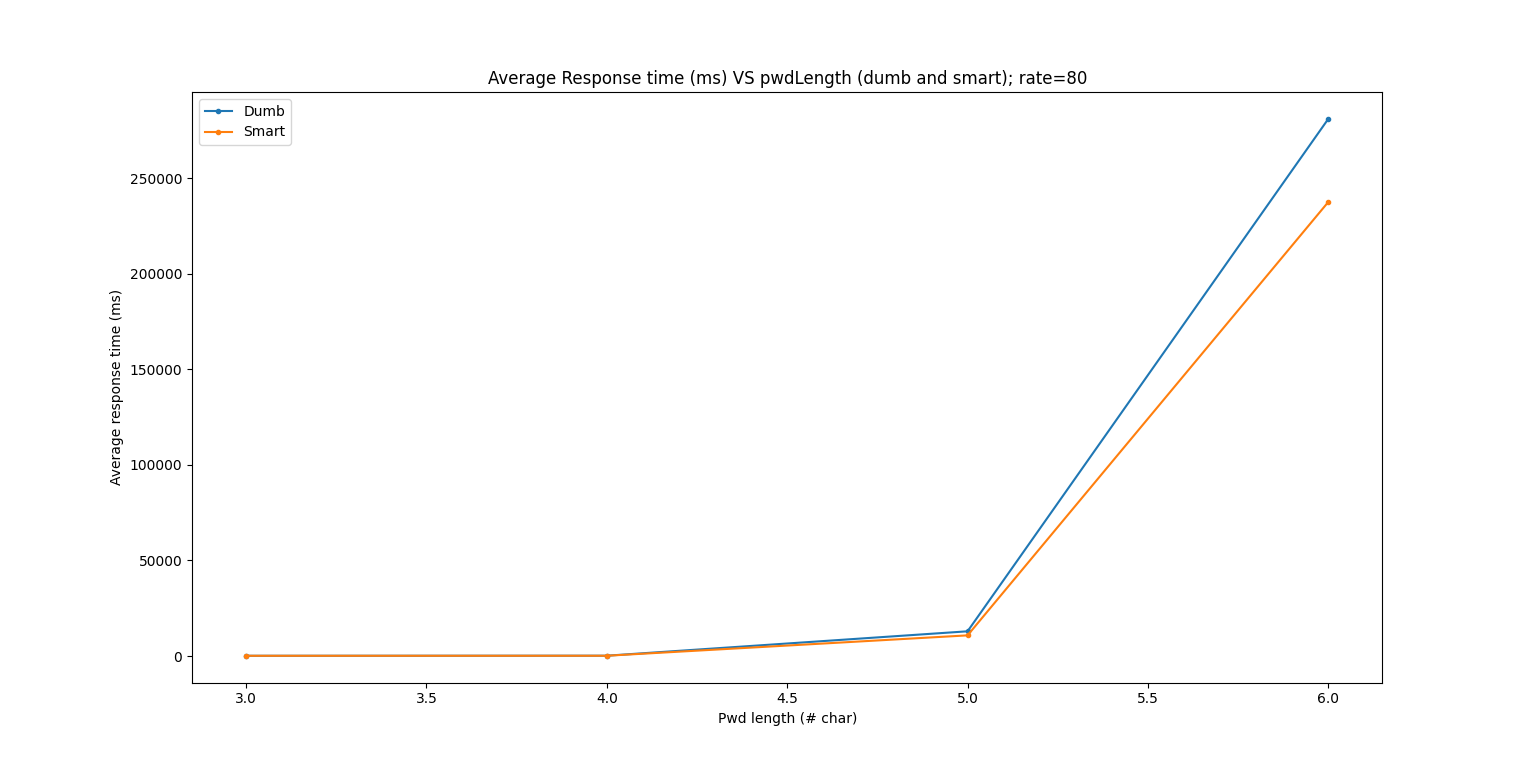 Average Response time (ms) VS pwdLength (dumb and smart); rate=80
Dumb
Smart
250000
200000
150000
100000
50000
0
Average response time (ms)
3.0 3.5 4.0 4.5 5.0 5.5 6.0
Pwd length (# char)